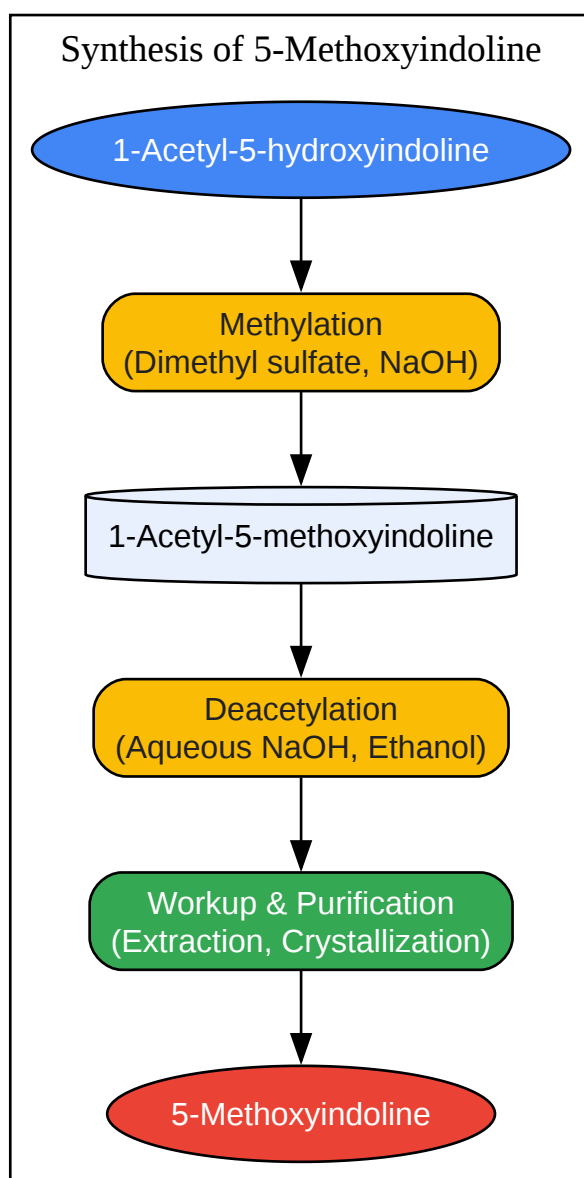 Synthesis of 5-Methoxyindoline
1-Acetyl-5-hydroxyindoline
Methylation
(Dimethyl sulfate, NaOH)
1-Acetyl-5-methoxyindoline
Deacetylation
(Aqueous NaOH, Ethanol)
Workup & Purification
(Extraction, Crystallization)
5-Methoxyindoline